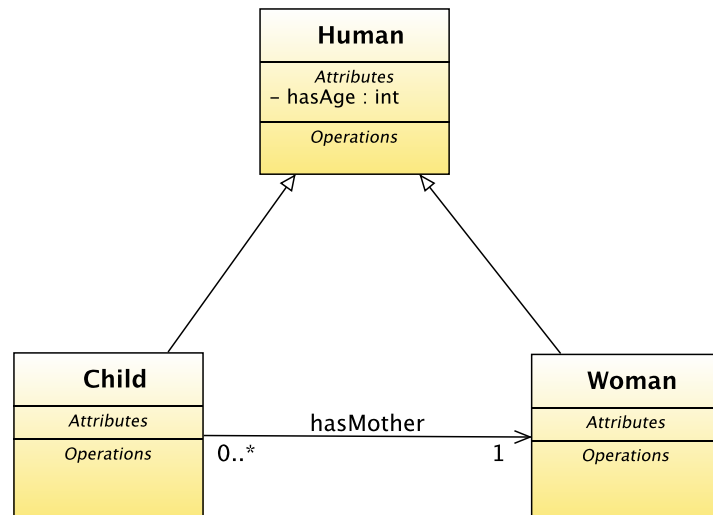 Human
Attributes
- hasAge : int
Operations
Child
Attributes
Operations
hasMother
0..*
1
Woman
Attributes
Operations